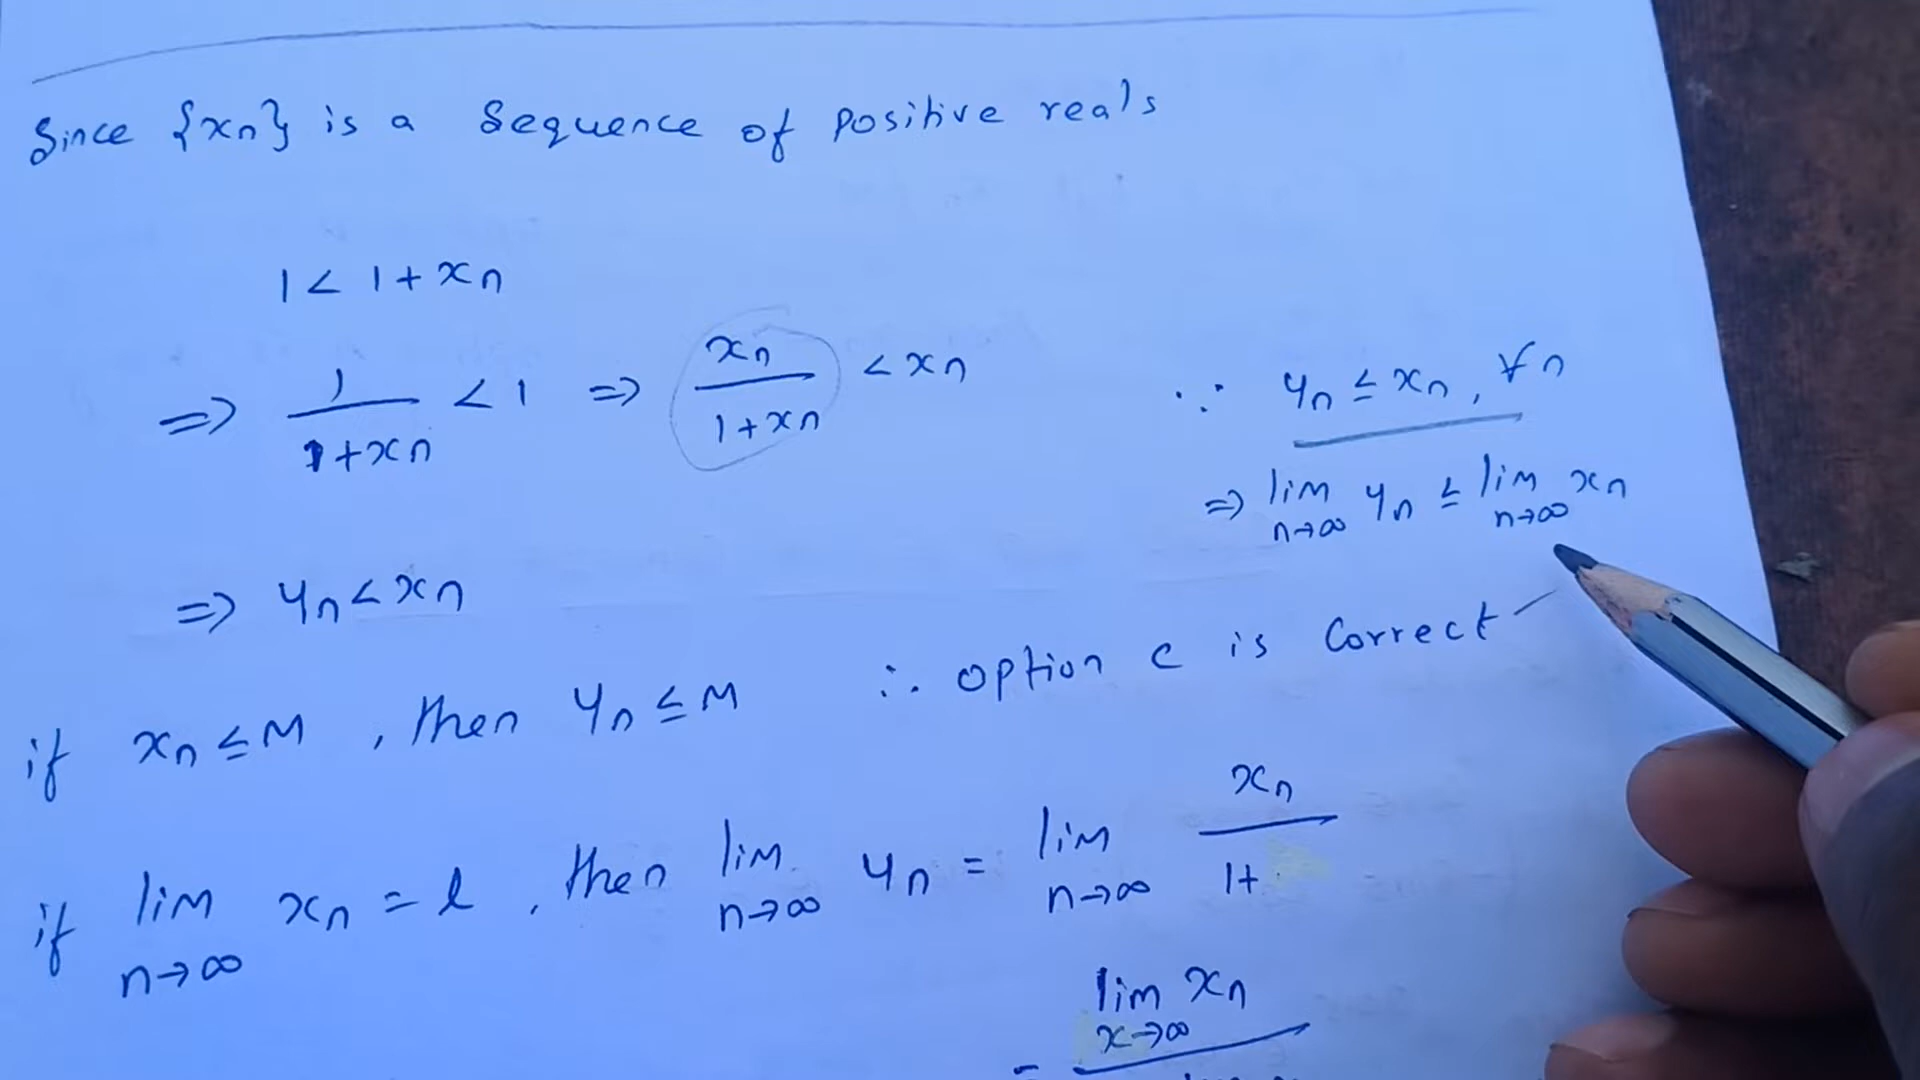 Since {xn} is a Sequence of positive reals
1 < 1 + xn
⇒ 1/(1+xn) < 1 ⇒ xn/(1+xn) < xn
∵ yn ≤ xn, ∀n
⇒ lim n→∞ yn ≤ lim n→∞ xn
⇒ yn < xn
∴ option c is correct
if xn ≤ M, then yn ≤ M
if lim n→∞ xn = l, then lim n→∞ yn = lim n→∞ xn/1+
= lim x→∞ xn